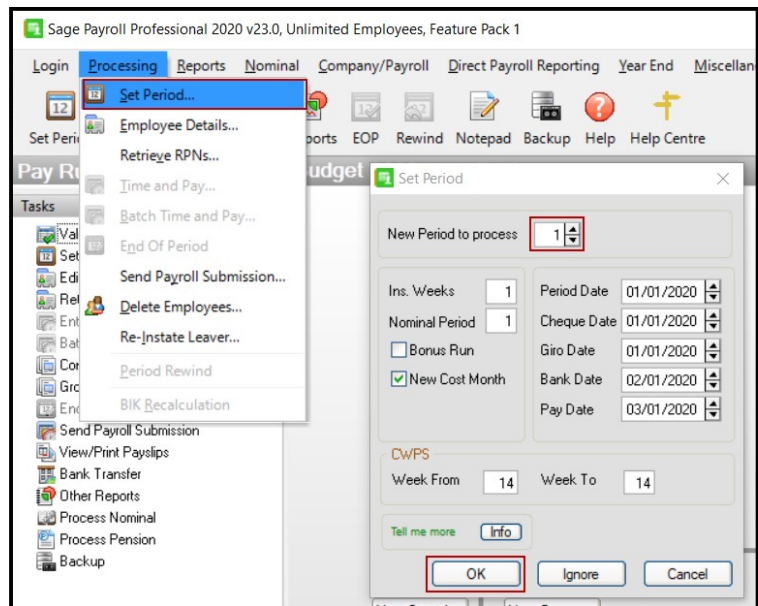 Sage Payroll Professional 2020 v23.0, Unlimited Employees, Feature Pack 1
Login Processing Reports Nominal Company/Payroll Direct Payroll Reporting Year End Miscellan
Set Peri
orts EOP Rewind Notepad Backup Help Help Centre
Pay Ru
udget
Tasks
Val
Set
Edi
Ret
Ent
Bat
Cor
Gro
End
Send Payroll Submission
View/Print Payslips
Bank Transfer
Other Reports
Process Nominal
Process Pension
Backup
Set Period...
Employee Details...
Retrieve RPNs...
Time and Pay...
Batch Time and Pay...
End Of Period
Send Payroll Submission...
Delete Employees...
Re-Instate Leaver...
Period Rewind
BIK Recalculation
Set Period
New Period to process 1
Ins. Weeks 1
Nominal Period 1
Bonus Run
New Cost Month
Period Date 01/01/2020
Cheque Date 01/01/2020
Giro Date 01/01/2020
Bank Date 02/01/2020
Pay Date 03/01/2020
CWPS
Week From 14 Week To 14
Tell me more Info
OK Ignore Cancel